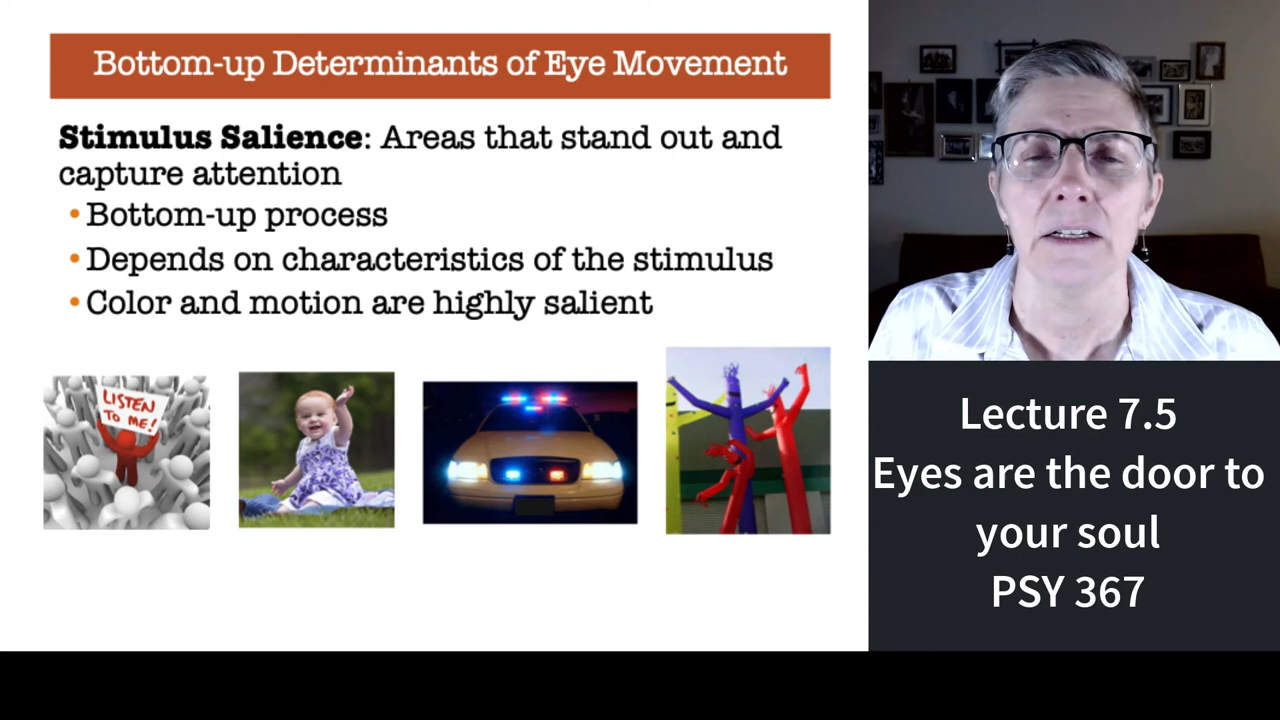 Bottom-up Determinants of Eye Movement
Stimulus Salience: Areas that stand out and
capture attention
• Bottom-up process
• Depends on characteristics of the stimulus
• Color and motion are highly salient
LISTEN
TO ME!
Lecture 7.5
Eyes are the door to
your soul
PSY 367